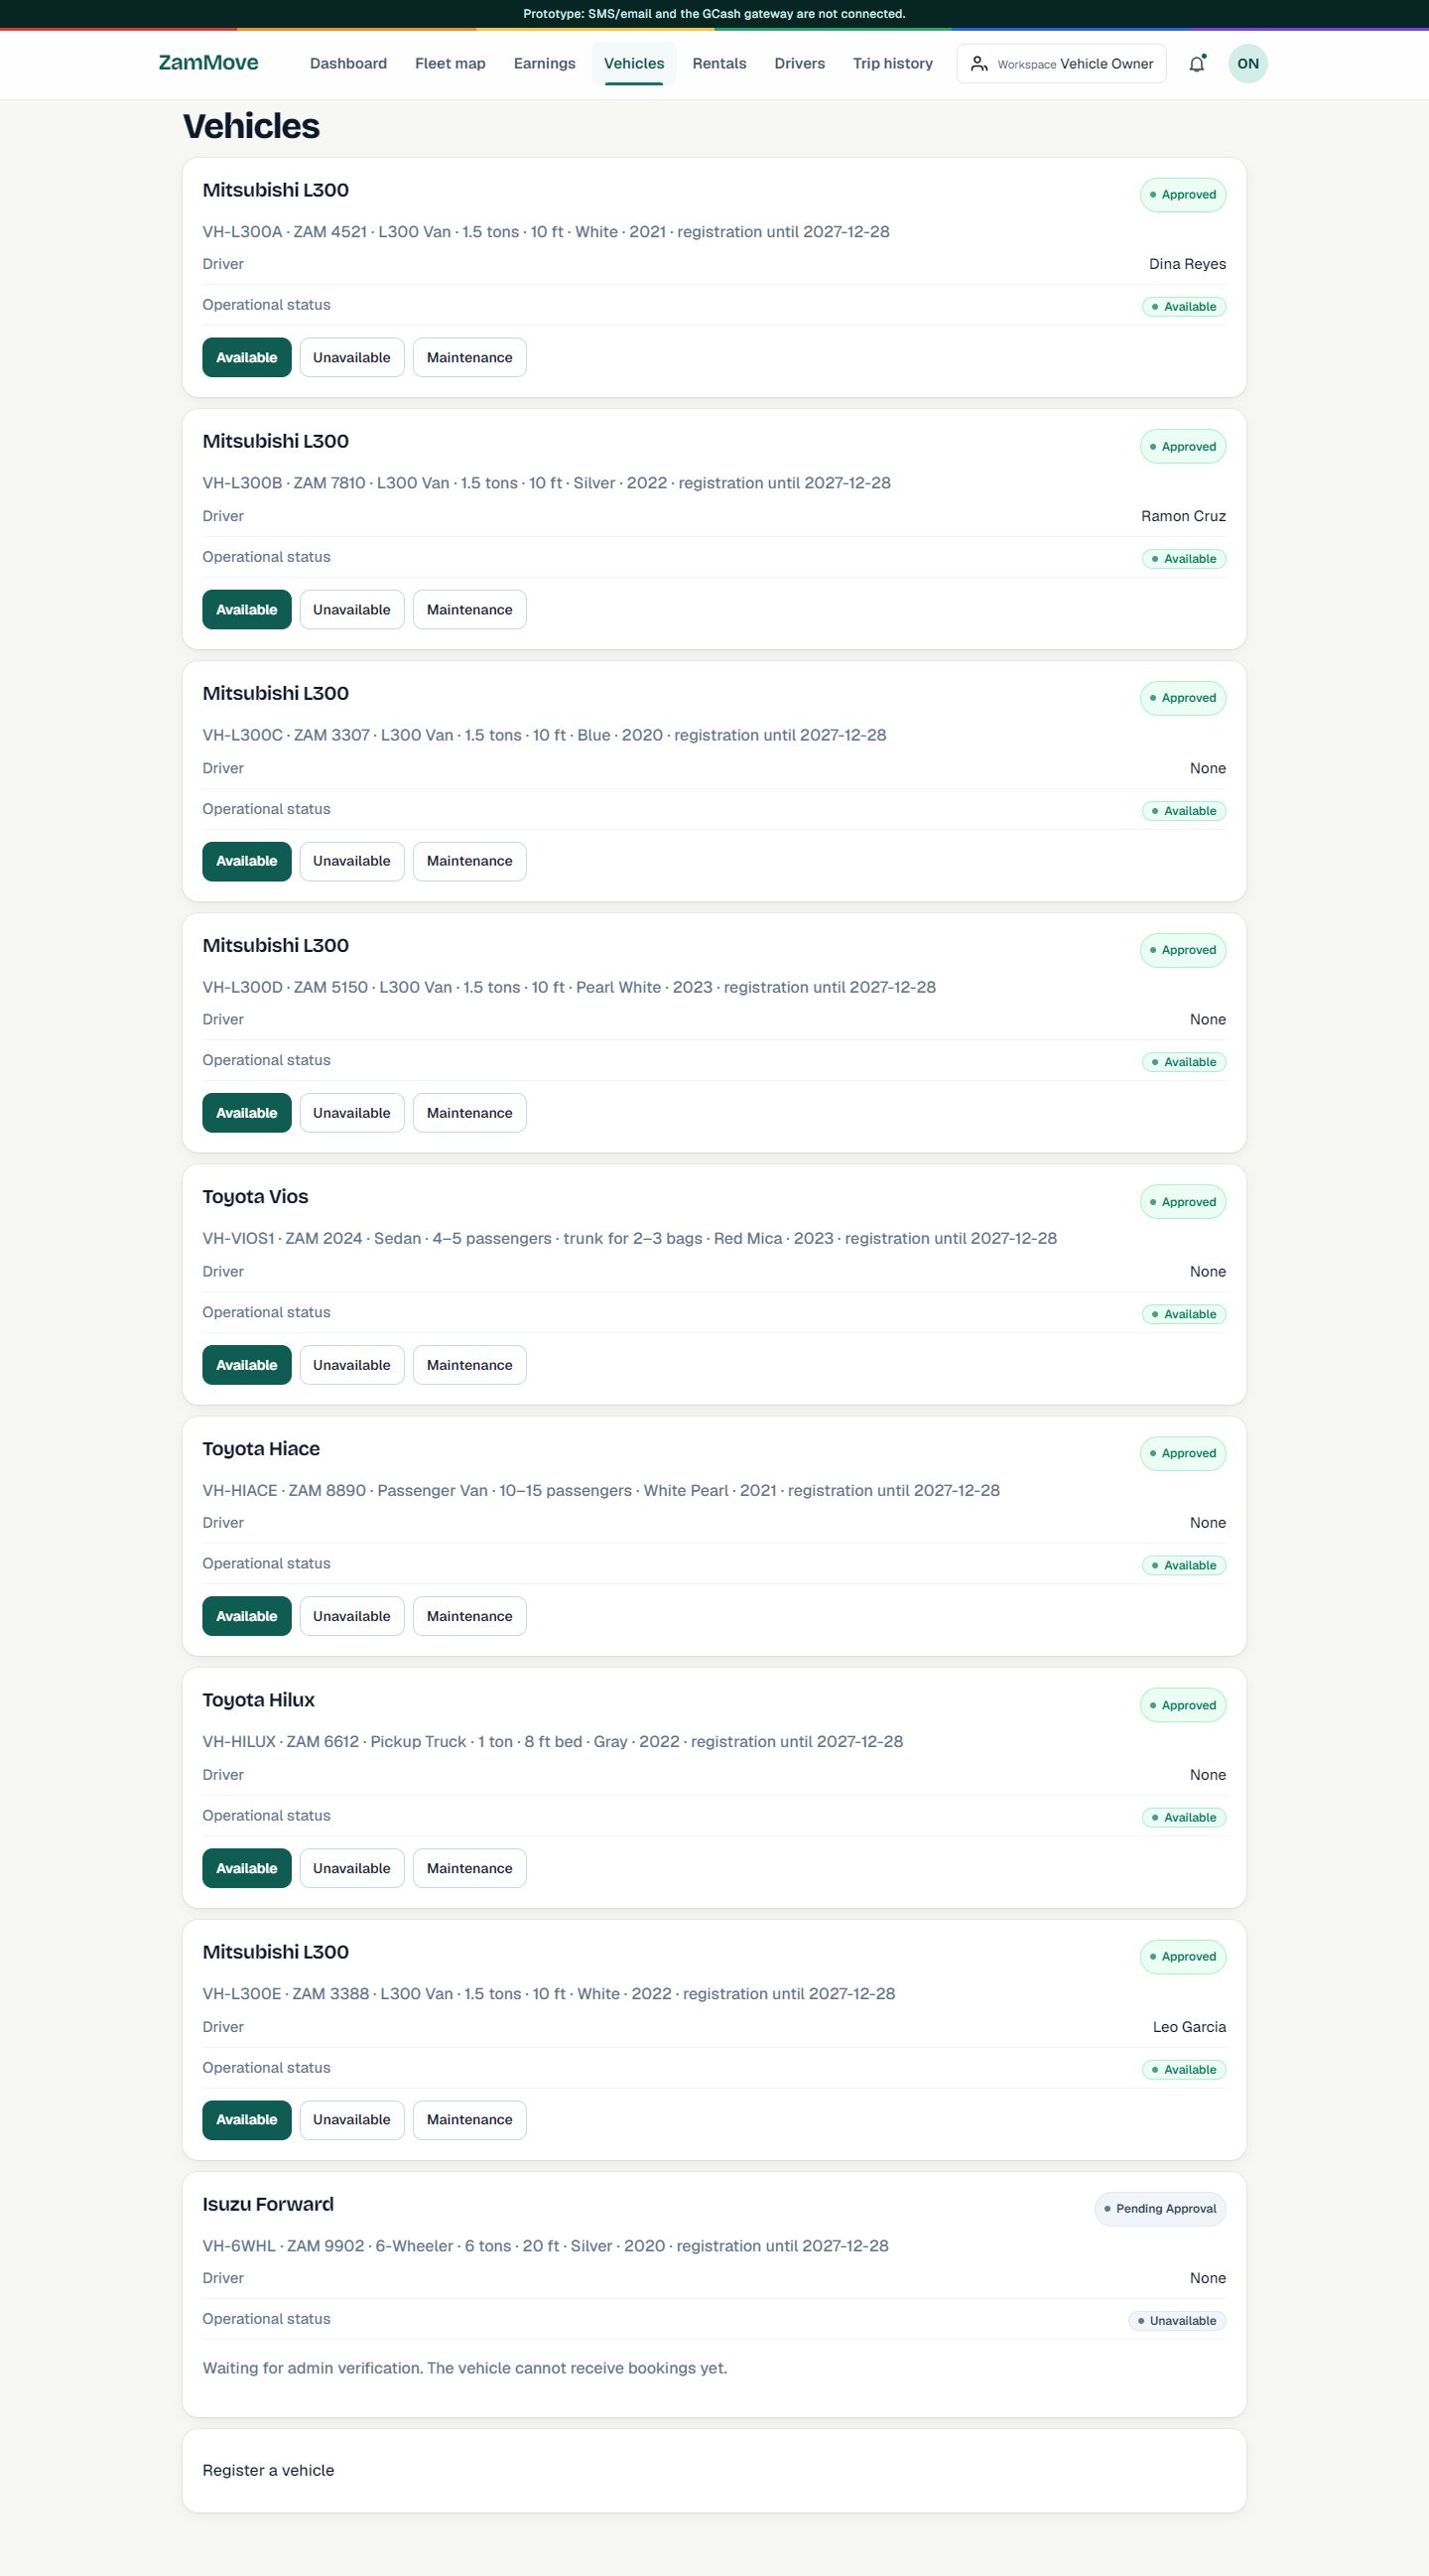 Prototype: SMS/email and the GCash gateway are not connected.
ZamMove Dashboard Fleet map Earnings Vehicles Rentals Drivers Trip history Workspace Vehicle Owner ON
Vehicles
Mitsubishi L300 Approved
VH-L300A · ZAM 4521 · L300 Van · 1.5 tons · 10 ft · White · 2021 · registration until 2027-12-28
Driver Dina Reyes
Operational status Available
Available Unavailable Maintenance
Mitsubishi L300 Approved
VH-L300B · ZAM 7810 · L300 Van · 1.5 tons · 10 ft · Silver · 2022 · registration until 2027-12-28
Driver Ramon Cruz
Operational status Available
Available Unavailable Maintenance
Mitsubishi L300 Approved
VH-L300C · ZAM 3307 · L300 Van · 1.5 tons · 10 ft · Blue · 2020 · registration until 2027-12-28
Driver None
Operational status Available
Available Unavailable Maintenance
Mitsubishi L300 Approved
VH-L300D · ZAM 5150 · L300 Van · 1.5 tons · 10 ft · Pearl White · 2023 · registration until 2027-12-28
Driver None
Operational status Available
Available Unavailable Maintenance
Toyota Vios Approved
VH-VIOS1 · ZAM 2024 · Sedan · 4–5 passengers · trunk for 2–3 bags · Red Mica · 2023 · registration until 2027-12-28
Driver None
Operational status Available
Available Unavailable Maintenance
Toyota Hiace Approved
VH-HIACE · ZAM 8890 · Passenger Van · 10–15 passengers · White Pearl · 2021 · registration until 2027-12-28
Driver None
Operational status Available
Available Unavailable Maintenance
Toyota Hilux Approved
VH-HILUX · ZAM 6612 · Pickup Truck · 1 ton · 8 ft bed · Gray · 2022 · registration until 2027-12-28
Driver None
Operational status Available
Available Unavailable Maintenance
Mitsubishi L300 Approved
VH-L300E · ZAM 3388 · L300 Van · 1.5 tons · 10 ft · White · 2022 · registration until 2027-12-28
Driver Leo Garcia
Operational status Available
Available Unavailable Maintenance
Isuzu Forward Pending Approval
VH-6WHL · ZAM 9902 · 6-Wheeler · 6 tons · 20 ft · Silver · 2020 · registration until 2027-12-28
Driver None
Operational status Unavailable
Waiting for admin verification. The vehicle cannot receive bookings yet.
Register a vehicle